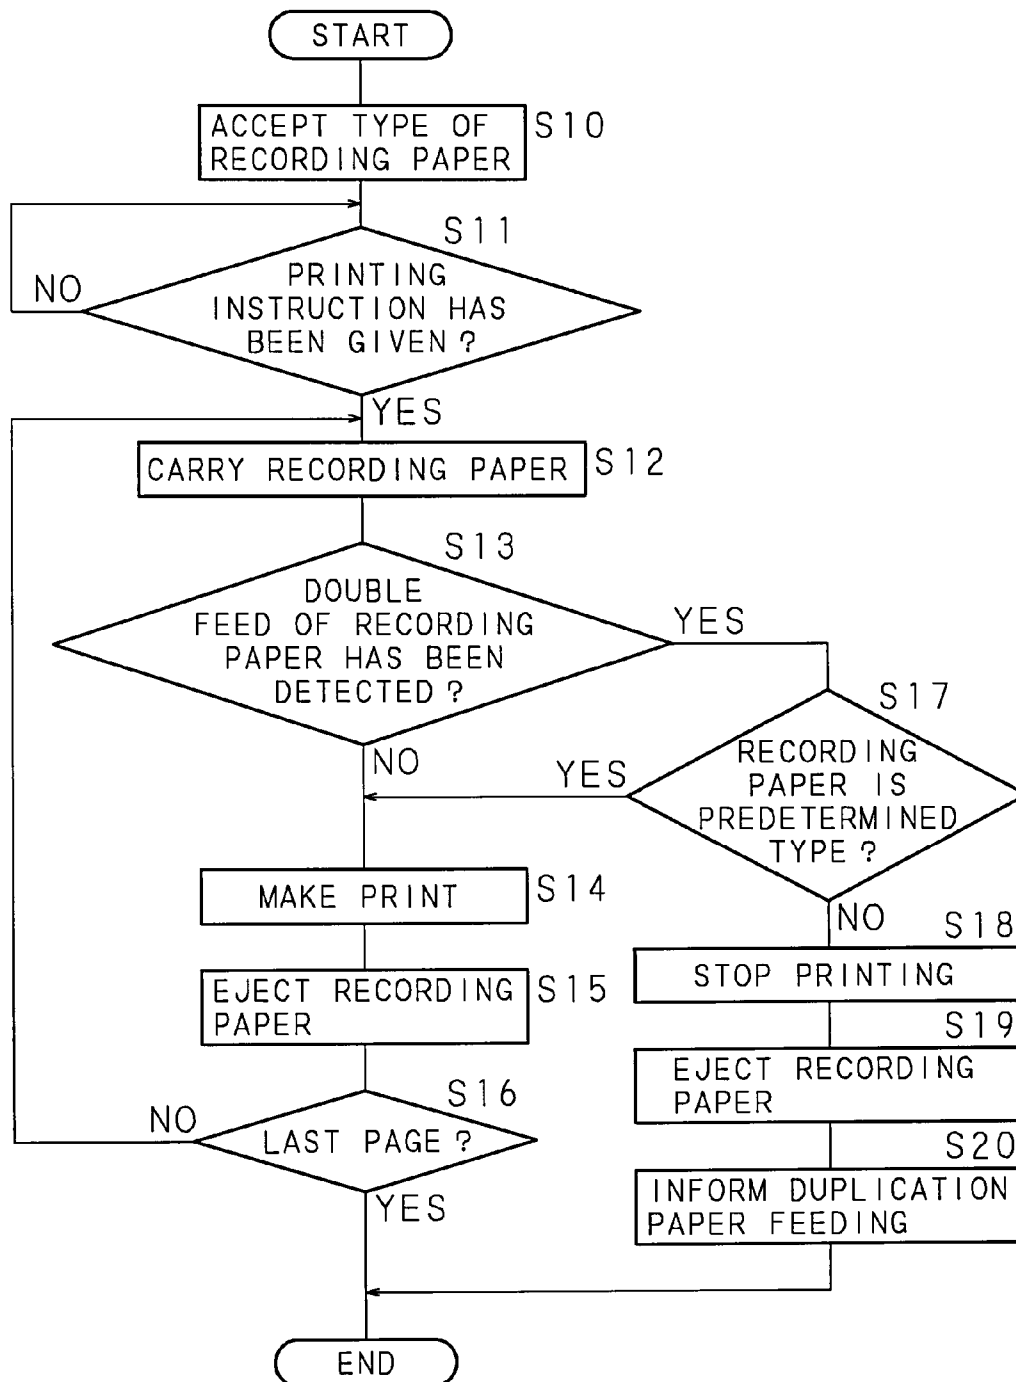 START
ACCEPT TYPE OF
RECORDING PAPER
S10
S11
PRINTING
INSTRUCTION HAS
BEEN GIVEN?
NO
YES
CARRY RECORDING PAPER
S12
S13
DOUBLE
FEED OF RECORDING
PAPER HAS BEEN
DETECTED?
YES
NO
S17
RECORDING
PAPER IS
PREDETERMINED
TYPE?
YES
NO
MAKE PRINT
S14
S18
STOP PRINTING
EJECT RECORDING
PAPER
S15
S19
EJECT RECORDING
PAPER
S16
LAST PAGE?
NO
YES
S20
INFORM DUPLICATION
PAPER FEEDING
END